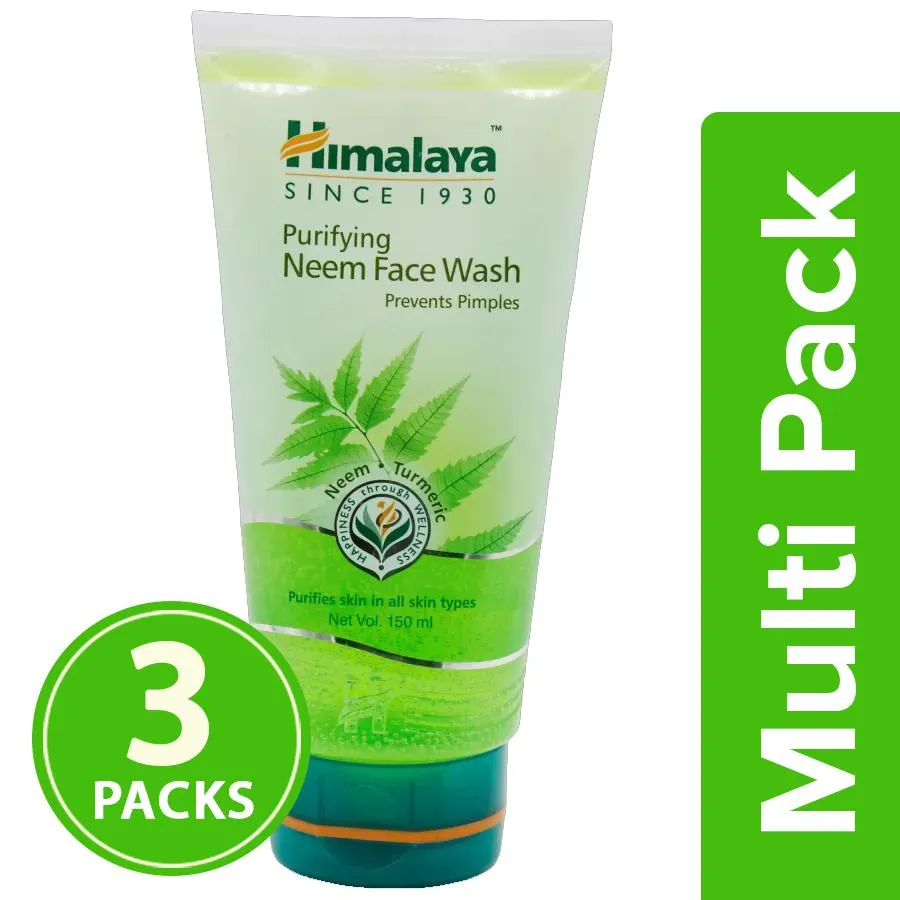 Himalaya™
SINCE 1930
Purifying
Neem Face Wash
Prevents Pimples
Neem • Turmeric
HAPPINESS through WELLNESS
Purifies skin in all skin types
Net Vol. 150 ml
3
PACKS
Multi Pack